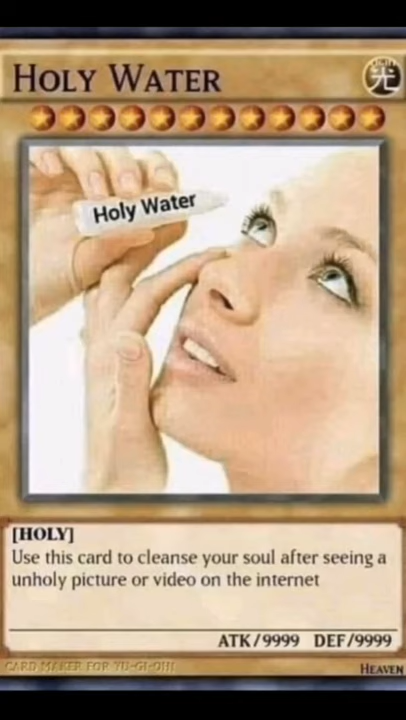 HOLY WATER
光
Holy Water
[HOLY]
Use this card to cleanse your soul after seeing a
unholy picture or video on the internet
ATK/9999 DEF/9999
CARD MAKER FOR YU-GI-OH!
HEAVEN